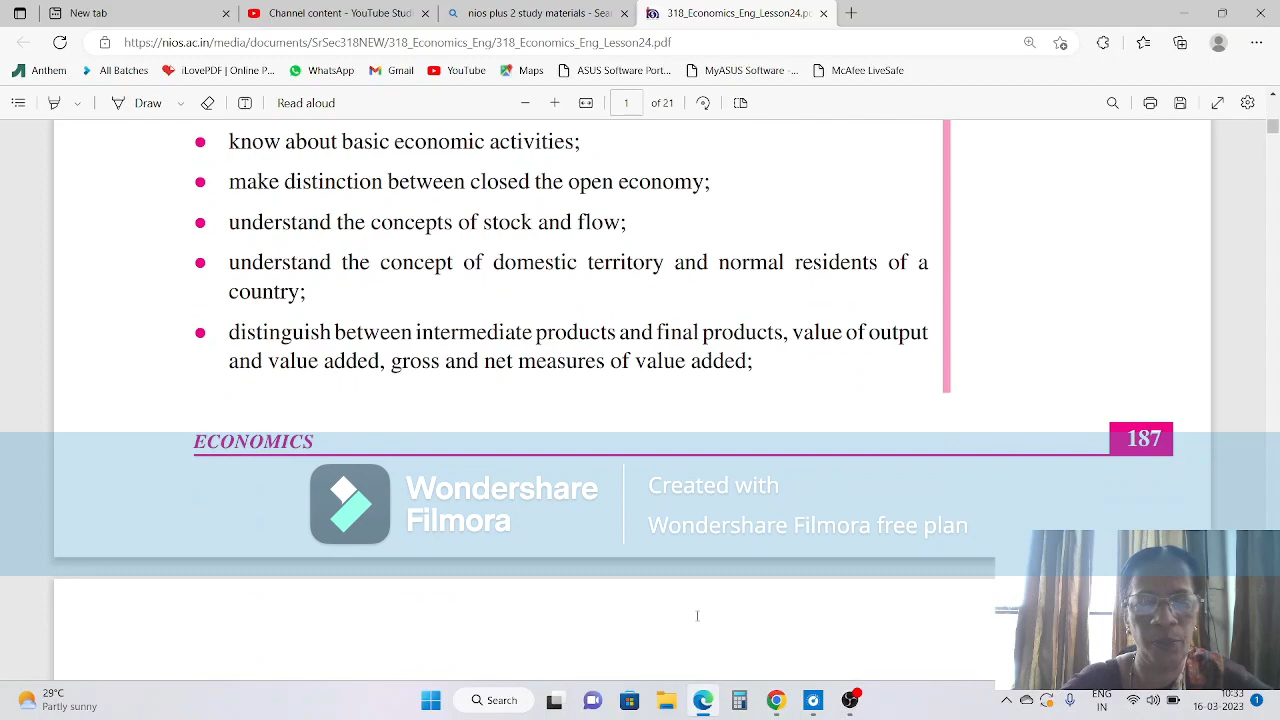 New Tab
Content - YouTube Stud
nios plus 2 study materials - Sear
318_Economics_Eng_Lesson24.p
https://nios.ac.in/media/documents/SrSec318NEW/318_Economics_Eng/318_Economics_Eng_Lesson24.pdf
Anthem
All Batches
iLovePDF | Online P...
WhatsApp
Gmail
YouTube
Maps
ASUS Software Port...
MyASUS Software -...
McAfee LiveSafe
Draw
Read aloud
1
of 21
know about basic economic activities;
make distinction between closed the open economy;
understand the concepts of stock and flow;
understand the concept of domestic territory and normal residents of a
country;
distinguish between intermediate products and final products, value of output
and value added, gross and net measures of value added;
ECONOMICS
187
Wondershare
Filmora
Created with
Wondershare Filmora free plan
29°C
Partly sunny
Search
ENG
IN
10:33
16-03-2023
1